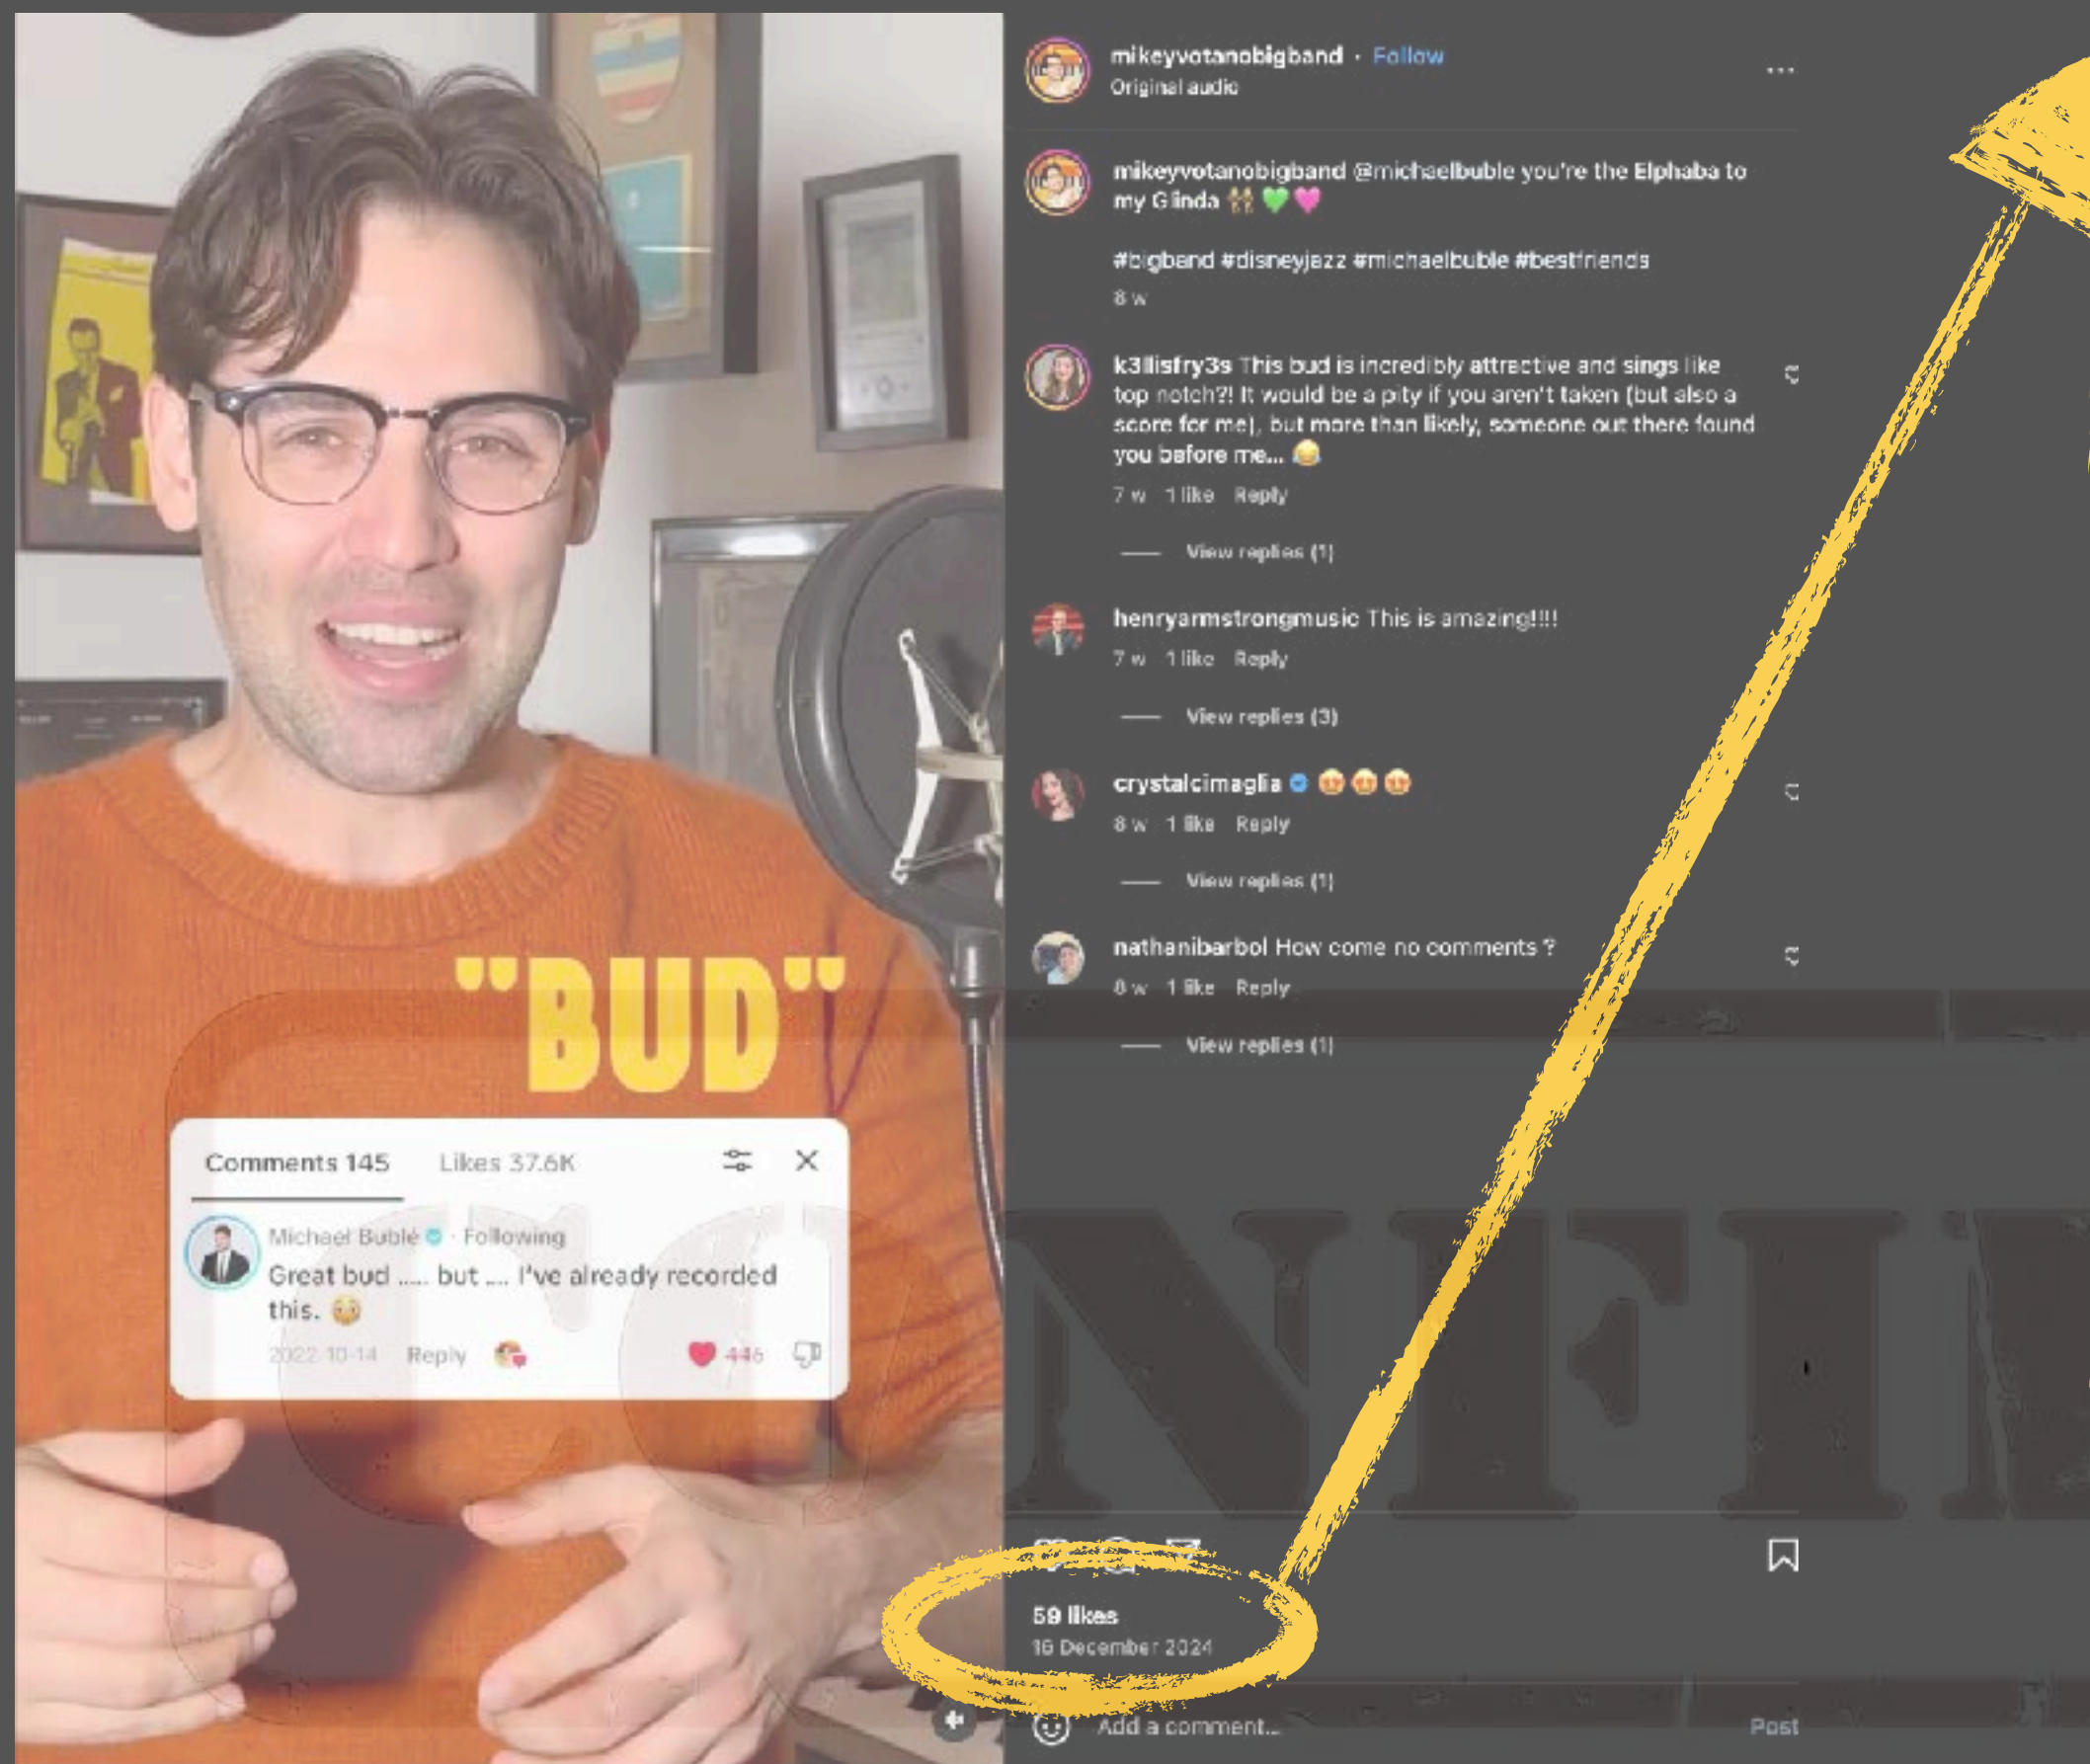 mikeyvotanobigband • Follow
Original audio
mikeyvotanobigband @michaelbuble you're the Elphaba to
my Glinda 👯💚🩷
#bigband #disneyjazz #michaelbuble #bestfriends
8 w
k3llisfry3s This bud is incredibly attractive and sings like
top notch?! It would be a pity if you aren't taken (but also a
score for me), but more than likely, someone out there found
you before me... 😂
7 w 1 like Reply
View replies (1)
henryarmstrongmusic This is amazing!!!!
7 w 1 like Reply
View replies (3)
crystalcimaglia 😍😍😍
8 w 1 like Reply
View replies (1)
nathanibarbol How come no comments ?
8 w 1 like Reply
View replies (1)
"BUD"
Comments 145 Likes 37.6K
Michael Bublé · Following
Great bud ..... but .... I've already recorded
this. 😳
2022-10-14 Reply 446
CONFI
59 likes
16 December 2024
Add a comment... Post